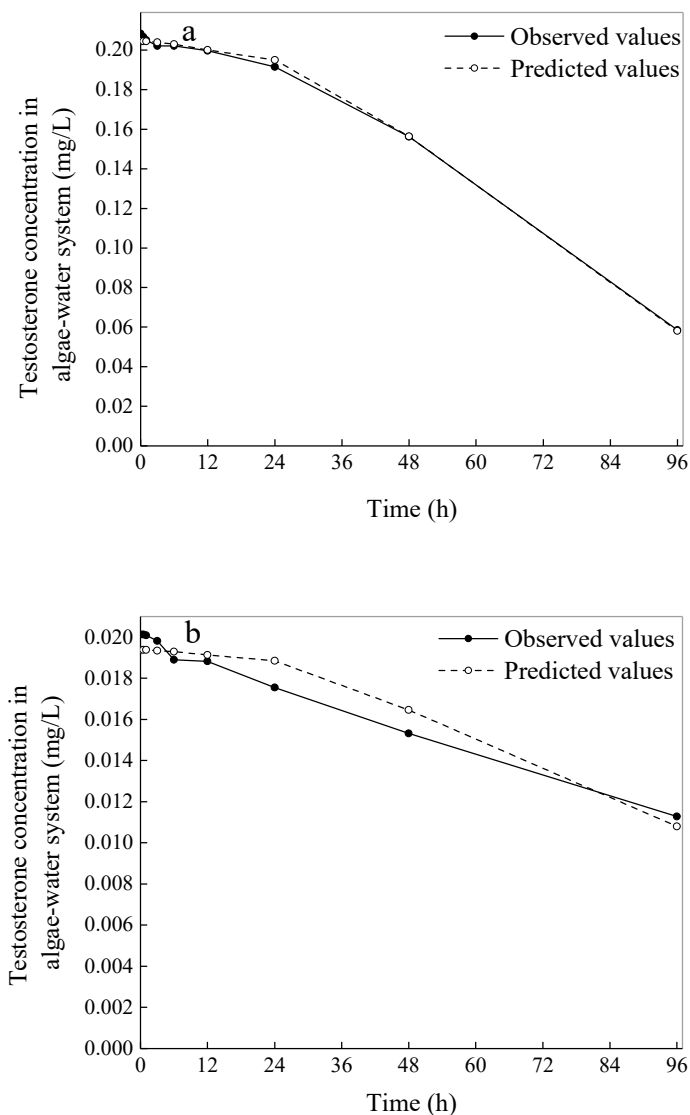 a
Observed values
Predicted values
0.20
0.18
0.16
0.14
0.12
0.10
0.08
0.06
0.04
0.02
0.00
Testosterone concentration in
algae-water system (mg/L)
0 12 24 36 48 60 72 84 96
Time (h)
b
Observed values
Predicted values
0.020
0.018
0.016
0.014
0.012
0.010
0.008
0.006
0.004
0.002
0.000
Testosterone concentration in
algae-water system (mg/L)
0 12 24 36 48 60 72 84 96
Time (h)